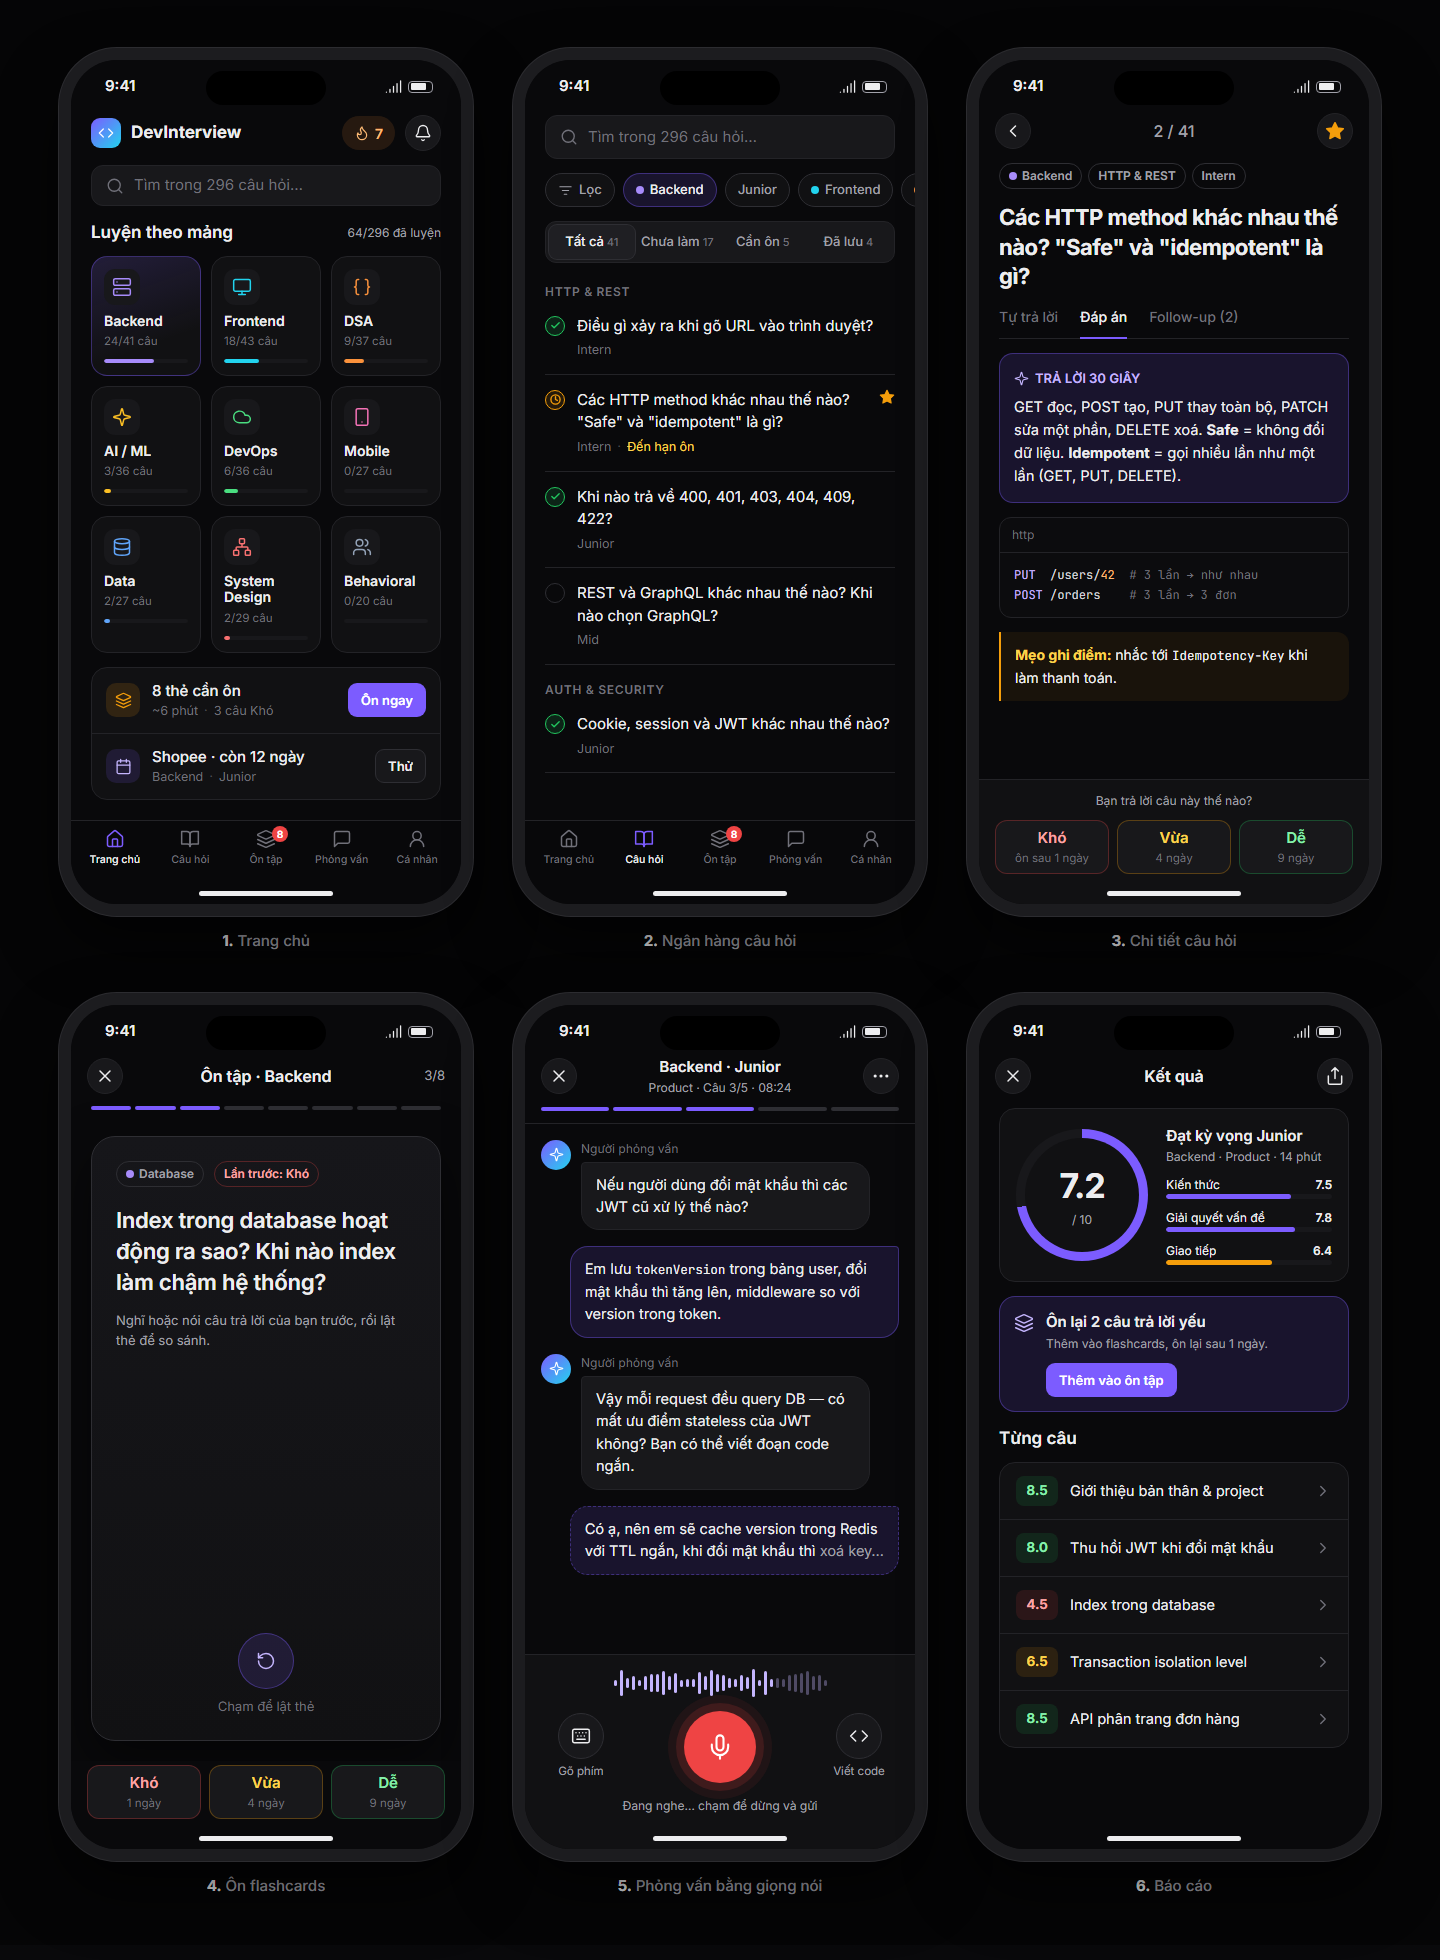 9:41
DevInterview
7
Tìm trong 296 câu hỏi...
Luyện theo mảng
64/296 đã luyện
Backend
24/41 câu
Frontend
18/43 câu
DSA
9/37 câu
AI / ML
3/36 câu
DevOps
6/36 câu
Mobile
0/27 câu
Data
2/27 câu
System
Design
2/29 câu
Behavioral
0/20 câu
8 thẻ cần ôn
~6 phút · 3 câu Khó
Ôn ngay
Shopee · còn 12 ngày
Backend · Junior
Thử
8
Trang chủ
Câu hỏi
Ôn tập
Phỏng vấn
Cá nhân
1. Trang chủ
9:41
Tìm trong 296 câu hỏi...
Lọc
Backend
Junior
Frontend
Tất cả 41
Chưa làm 17
Cần ôn 5
Đã lưu 4
HTTP & REST
Điều gì xảy ra khi gõ URL vào trình duyệt?
Intern
Các HTTP method khác nhau thế nào?
"Safe" và "idempotent" là gì?
Intern · Đến hạn ôn
Khi nào trả về 400, 401, 403, 404, 409,
422?
Junior
REST và GraphQL khác nhau thế nào? Khi
nào chọn GraphQL?
Mid
AUTH & SECURITY
Cookie, session và JWT khác nhau thế nào?
Junior
8
Trang chủ
Câu hỏi
Ôn tập
Phỏng vấn
Cá nhân
2. Ngân hàng câu hỏi
9:41
2 / 41
Backend
HTTP & REST
Intern
Các HTTP method khác nhau thế
nào? "Safe" và "idempotent" là
gì?
Tự trả lời
Đáp án
Follow-up (2)
TRẢ LỜI 30 GIÂY
GET đọc, POST tạo, PUT thay toàn bộ, PATCH
sửa một phần, DELETE xoá. Safe = không đổi
dữ liệu. Idempotent = gọi nhiều lần như một
lần (GET, PUT, DELETE).
http
PUT /users/42 # 3 lần → như nhau
POST /orders # 3 lần → 3 đơn
Mẹo ghi điểm: nhắc tới Idempotency-Key khi
làm thanh toán.
Bạn trả lời câu này thế nào?
Khó
ôn sau 1 ngày
Vừa
4 ngày
Dễ
9 ngày
3. Chi tiết câu hỏi
9:41
Ôn tập · Backend
3/8
Database
Lần trước: Khó
Index trong database hoạt
động ra sao? Khi nào index
làm chậm hệ thống?
Nghĩ hoặc nói câu trả lời của bạn trước, rồi lật
thẻ để so sánh.
Chạm để lật thẻ
Khó
1 ngày
Vừa
4 ngày
Dễ
9 ngày
4. Ôn flashcards
9:41
Backend · Junior
Product · Câu 3/5 · 08:24
Người phỏng vấn
Nếu người dùng đổi mật khẩu thì các
JWT cũ xử lý thế nào?
Em lưu tokenVersion trong bảng user, đổi
mật khẩu thì tăng lên, middleware so với
version trong token.
Người phỏng vấn
Vậy mỗi request đều query DB — có
mất ưu điểm stateless của JWT
không? Bạn có thể viết đoạn code
ngắn.
Có ạ, nên em sẽ cache version trong Redis
với TTL ngắn, khi đổi mật khẩu thì xoá key...
Gõ phím
Viết code
Đang nghe... chạm để dừng và gửi
5. Phỏng vấn bằng giọng nói
9:41
Kết quả
7.2
/ 10
Đạt kỳ vọng Junior
Backend · Product · 14 phút
Kiến thức 7.5
Giải quyết vấn đề 7.8
Giao tiếp 6.4
Ôn lại 2 câu trả lời yếu
Thêm vào flashcards, ôn lại sau 1 ngày.
Thêm vào ôn tập
Từng câu
8.5 Giới thiệu bản thân & project
8.0 Thu hồi JWT khi đổi mật khẩu
4.5 Index trong database
6.5 Transaction isolation level
8.5 API phân trang đơn hàng
6. Báo cáo